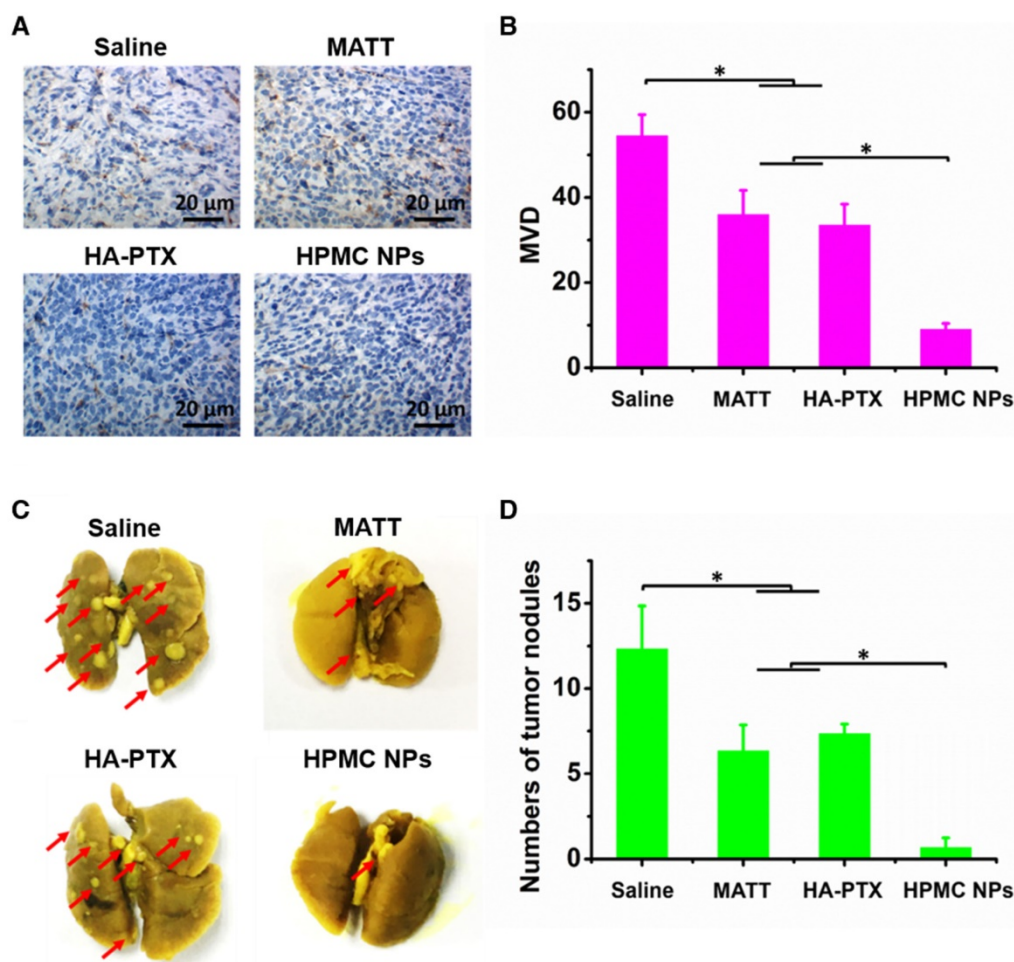 A
Saline
MATT
20 µm
20 µm
HA-PTX
HPMC NPs
20 µm
20 µm
B
MVD
60
40
20
0
*
*
Saline
MATT
HA-PTX
HPMC NPs
C
Saline
MATT
HA-PTX
HPMC NPs
D
Numbers of tumor nodules
15
10
5
0
*
*
Saline
MATT
HA-PTX
HPMC NPs